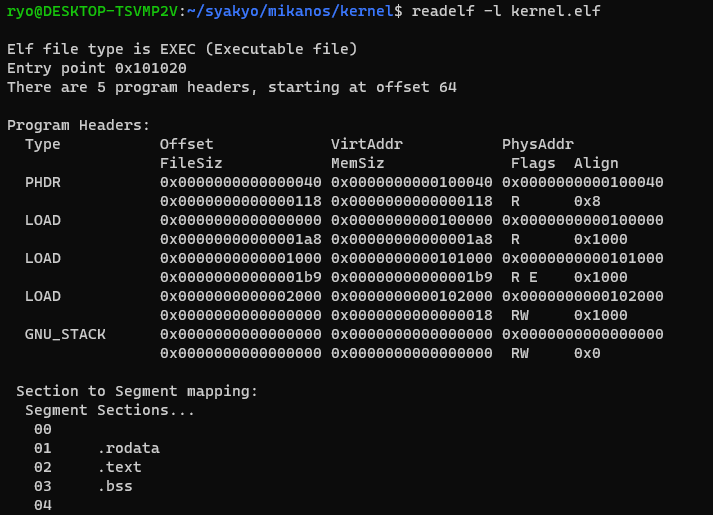 ryo@DESKTOP-TSVMP2V:~/syakyo/mikanos/kernel$ readelf -l kernel.elf

Elf file type is EXEC (Executable file)
Entry point 0x101020
There are 5 program headers, starting at offset 64

Program Headers:
  Type           Offset             VirtAddr           PhysAddr
                 FileSiz            MemSiz              Flags  Align
  PHDR           0x0000000000000040 0x0000000000100040 0x0000000000100040
                 0x0000000000000118 0x0000000000000118  R      0x8
  LOAD           0x0000000000000000 0x0000000000100000 0x0000000000100000
                 0x00000000000001a8 0x00000000000001a8  R      0x1000
  LOAD           0x0000000000001000 0x0000000000101000 0x0000000000101000
                 0x00000000000001b9 0x00000000000001b9  R E    0x1000
  LOAD           0x0000000000002000 0x0000000000102000 0x0000000000102000
                 0x0000000000000000 0x0000000000000018  RW     0x1000
  GNU_STACK      0x0000000000000000 0x0000000000000000 0x0000000000000000
                 0x0000000000000000 0x0000000000000000  RW     0x0

 Section to Segment mapping:
  Segment Sections...
   00
   01     .rodata
   02     .text
   03     .bss
   04